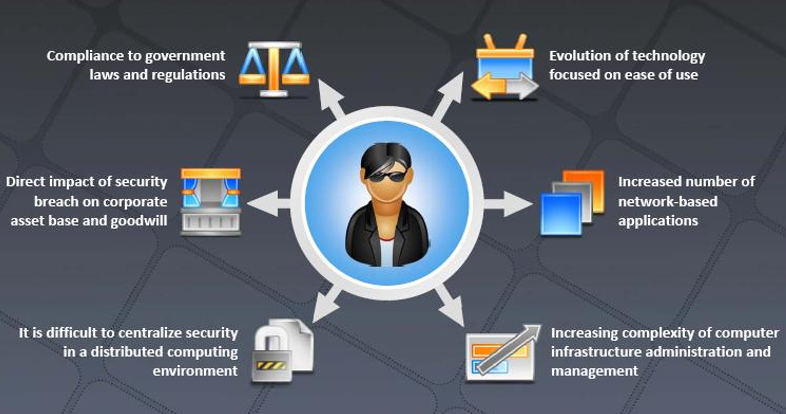 Compliance to government
laws and regulations
Evolution of technology
focused on ease of use
Direct impact of security
breach on corporate
asset base and goodwill
Increased number of
network-based
applications
It is difficult to centralize security
in a distributed computing
environment
Increasing complexity of computer
infrastructure administration and
management